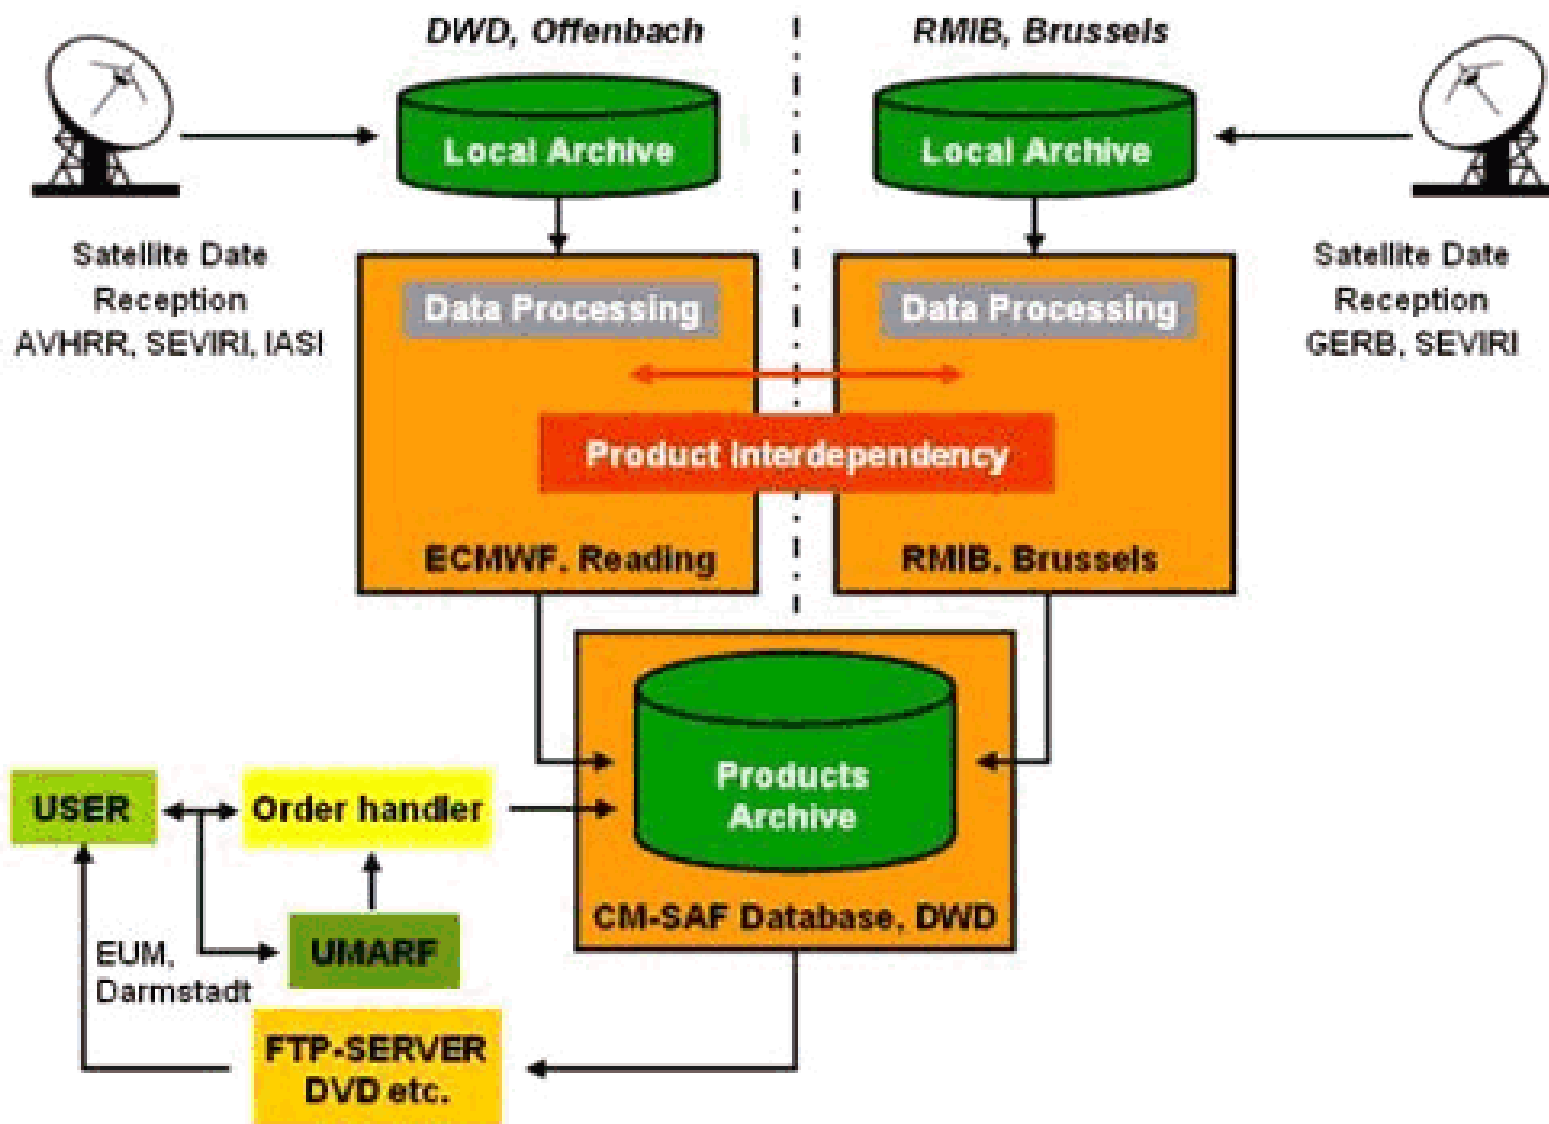 DWD, Offenbach
RMIB, Brussels
Local Archive
Local Archive
Satellite Date
Reception
AVHRR, SEVIRI, IASI
Satellite Date
Reception
GERB, SEVIRI
Data Processing
Data Processing
Product Interdependency
ECMWF, Reading
RMIB, Brussels
Products
Archive
CM-SAF Database, DWD
USER
Order handler
UMARF
EUM,
Darmstadt
FTP-SERVER
DVD etc.